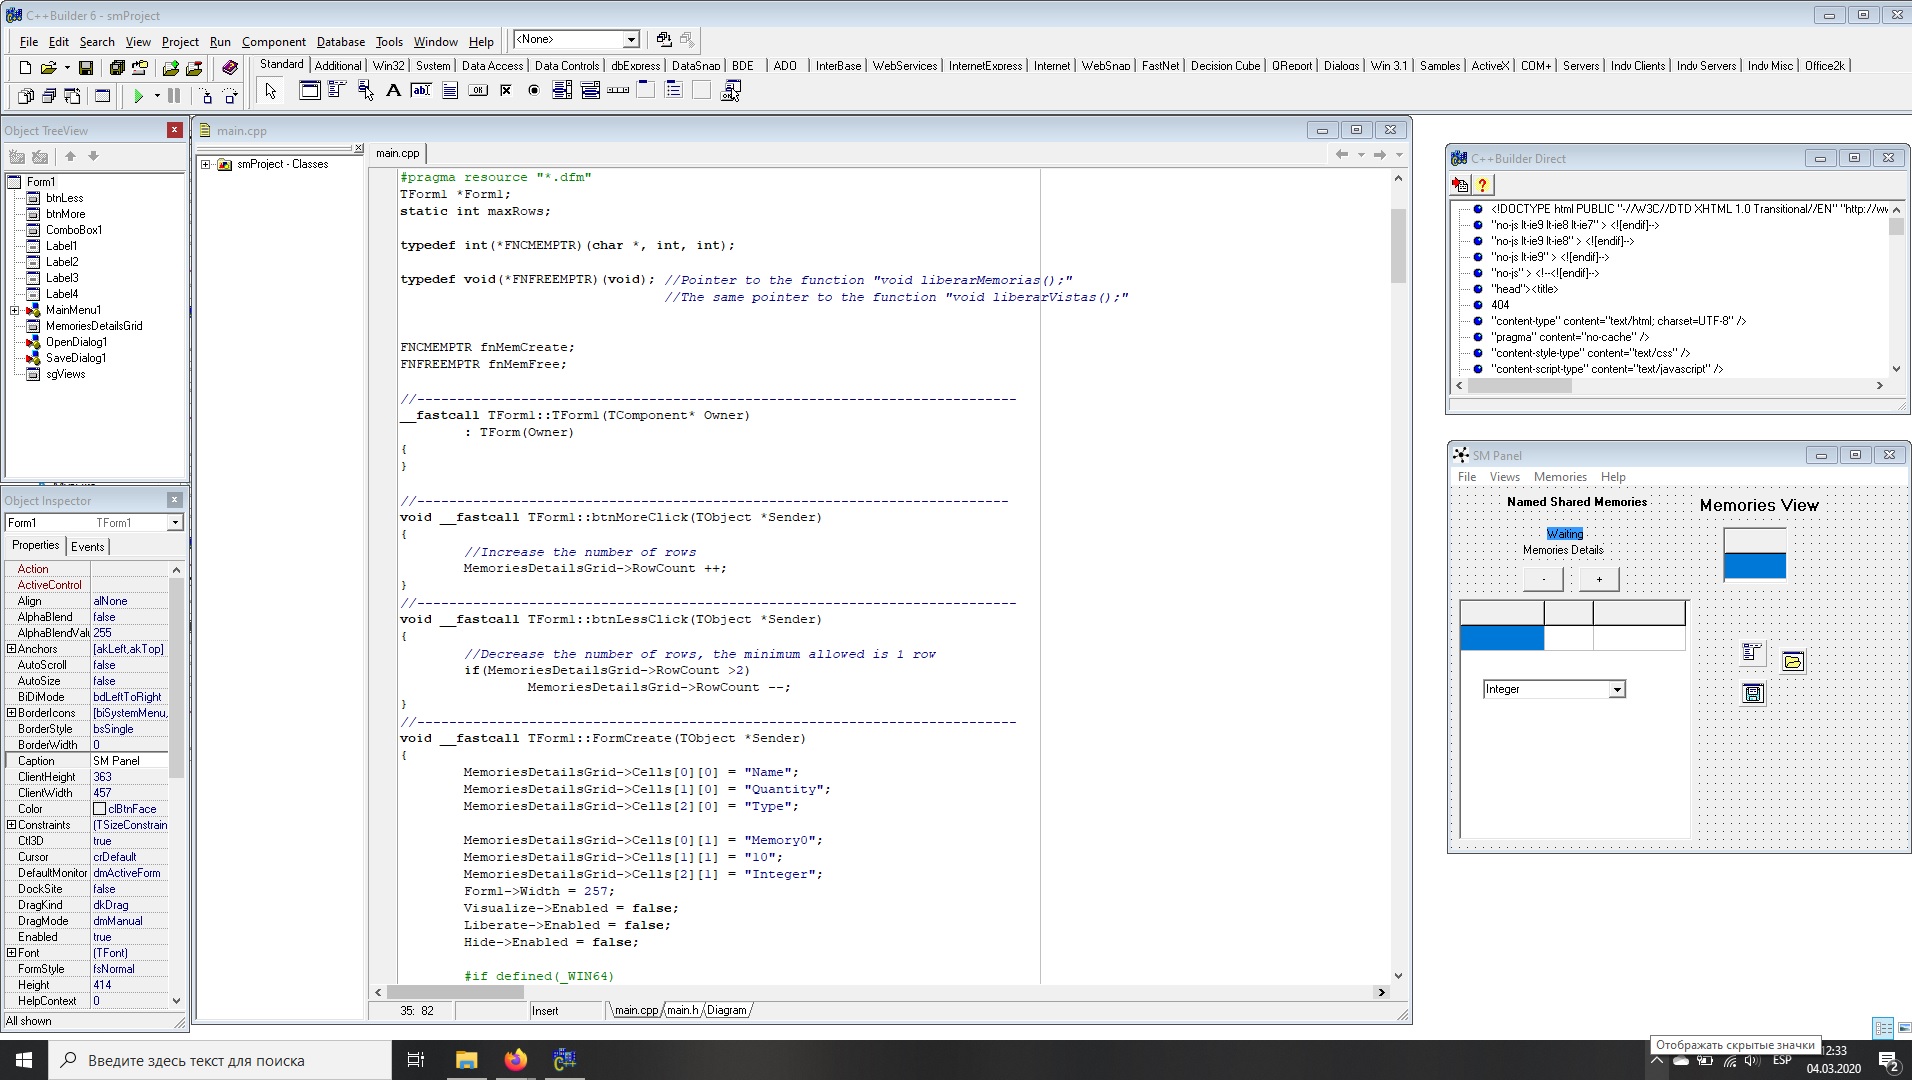 C++Builder 6 - smProject
File Edit Search View Project Run Component Database Tools Window Help <None>
Standard Additional Win32 System Data Access Data Controls dbExpress DataSnap BDE ADO InterBase WebServices InternetExpress Internet WebSnap FastNet Decision Cube QReport Dialogs Win 3.1 Samples ActiveX COM+ Servers Indy Clients Indy Servers Indy Misc Office2k
Object TreeView
Form1
btnLess
btnMore
ComboBox1
Label1
Label2
Label3
Label4
MainMenu1
MemoriesDetailsGrid
OpenDialog1
SaveDialog1
sgViews
Object Inspector
Form1 TForm1
Properties Events
Action
ActiveControl
Align alNone
AlphaBlend false
AlphaBlendValu 255
Anchors [akLeft,akTop]
AutoScroll false
AutoSize false
BiDiMode bdLeftToRight
BorderIcons [biSystemMenu,
BorderStyle bsSingle
BorderWidth 0
Caption SM Panel
ClientHeight 363
ClientWidth 457
Color clBtnFace
Constraints (TSizeConstrain
Ctl3D true
Cursor crDefault
DefaultMonitor dmActiveForm
DockSite false
DragKind dkDrag
DragMode dmManual
Enabled true
Font (TFont)
FormStyle fsNormal
Height 414
HelpContext 0
All shown
main.cpp
smProject - Classes
main.cpp
#pragma resource "*.dfm"
TForm1 *Form1;
static int maxRows;
typedef int(*FNCMEMPTR)(char *, int, int);
typedef void(*FNFREEMPTR)(void); //Pointer to the function "void liberarMemorias();"
//The same pointer to the function "void liberarVistas();"
FNCMEMPTR fnMemCreate;
FNFREEMPTR fnMemFree;
//---------------------------------------------------------------------------
__fastcall TForm1::TForm1(TComponent* Owner)
: TForm(Owner)
{
}
//--------------------------------------------------------------------------
void __fastcall TForm1::btnMoreClick(TObject *Sender)
{
//Increase the number of rows
MemoriesDetailsGrid->RowCount ++;
}
//---------------------------------------------------------------------------
void __fastcall TForm1::btnLessClick(TObject *Sender)
{
//Decrease the number of rows, the minimum allowed is 1 row
if(MemoriesDetailsGrid->RowCount >2)
MemoriesDetailsGrid->RowCount --;
}
//---------------------------------------------------------------------------
void __fastcall TForm1::FormCreate(TObject *Sender)
{
MemoriesDetailsGrid->Cells[0][0] = "Name";
MemoriesDetailsGrid->Cells[1][0] = "Quantity";
MemoriesDetailsGrid->Cells[2][0] = "Type";
MemoriesDetailsGrid->Cells[0][1] = "Memory0";
MemoriesDetailsGrid->Cells[1][1] = "10";
MemoriesDetailsGrid->Cells[2][1] = "Integer";
Form1->Width = 257;
Visualize->Enabled = false;
Liberate->Enabled = false;
Hide->Enabled = false;
#if defined(_WIN64)
35: 82 Insert main.cpp main.h Diagram
C++Builder Direct
<!DOCTYPE html PUBLIC "-//W3C//DTD XHTML 1.0 Transitional//EN" "http://ww
"no-js lt-ie9 lt-ie8 lt-ie7" > <![endif]-->
"no-js lt-ie9 lt-ie8" > <![endif]-->
"no-js lt-ie9" > <![endif]-->
"no-js" > <!--<![endif]-->
"head"><title>
404
"content-type" content="text/html; charset=UTF-8" />
"pragma" content="no-cache" />
"content-style-type" content="text/css" />
"content-script-type" content="text/javascript" />
SM Panel
File Views Memories Help
Named Shared Memories
Memories View
Waiting
Memories Details
- +
Integer
Отображать скрытые значки
Введите здесь текст для поиска
ESP
12:33
04.03.2020
2